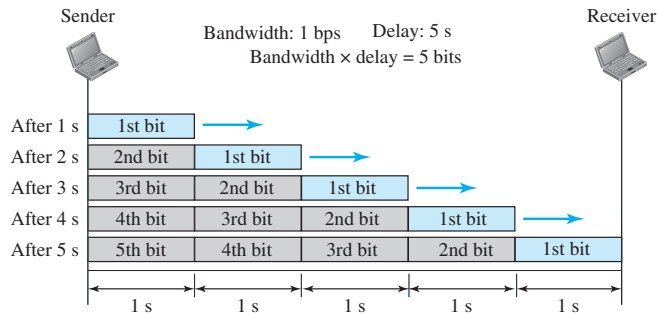 Sender Receiver
Bandwidth: 1 bps Delay: 5 s
Bandwidth × delay = 5 bits
After 1 s 1st bit
After 2 s 2nd bit 1st bit
After 3 s 3rd bit 2nd bit 1st bit
After 4 s 4th bit 3rd bit 2nd bit 1st bit
After 5 s 5th bit 4th bit 3rd bit 2nd bit 1st bit
1 s 1 s 1 s 1 s 1 s